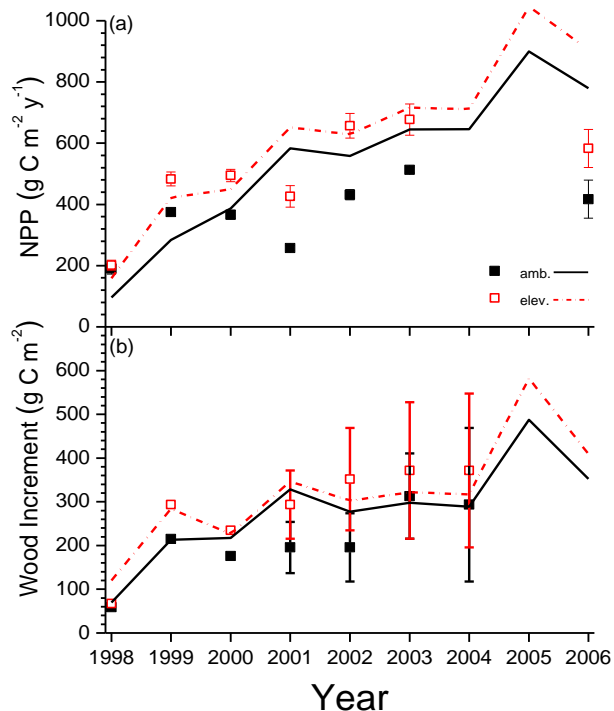 (a)
1000
800
600
400
200
0
NPP (g C m⁻² y⁻¹)
amb.
elev.
(b)
600
500
400
300
200
100
0
Wood Increment (g C m⁻²)
1998 1999 2000 2001 2002 2003 2004 2005 2006
Year